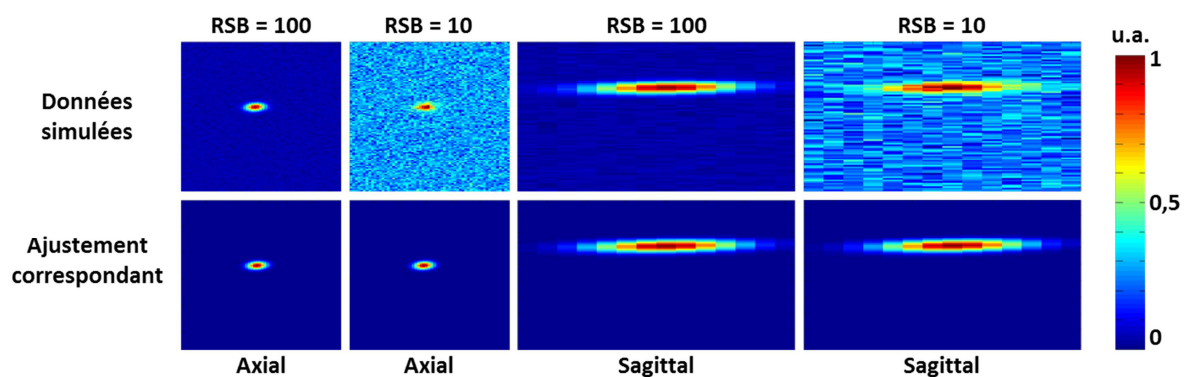 RSB = 100
RSB = 10
RSB = 100
RSB = 10
u.a.
1
Données
simulées
0,5
Ajustement
correspondant
0
Axial
Axial
Sagittal
Sagittal